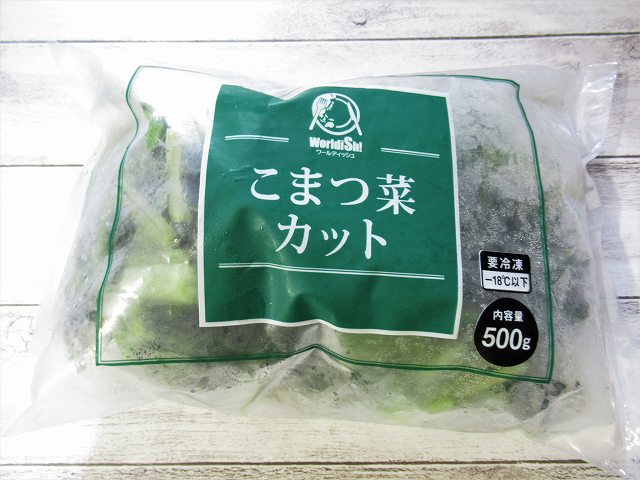 WorldiSh!
ワールディッシュ
こまつ菜
カット
要冷凍
−18℃以下
内容量
500g